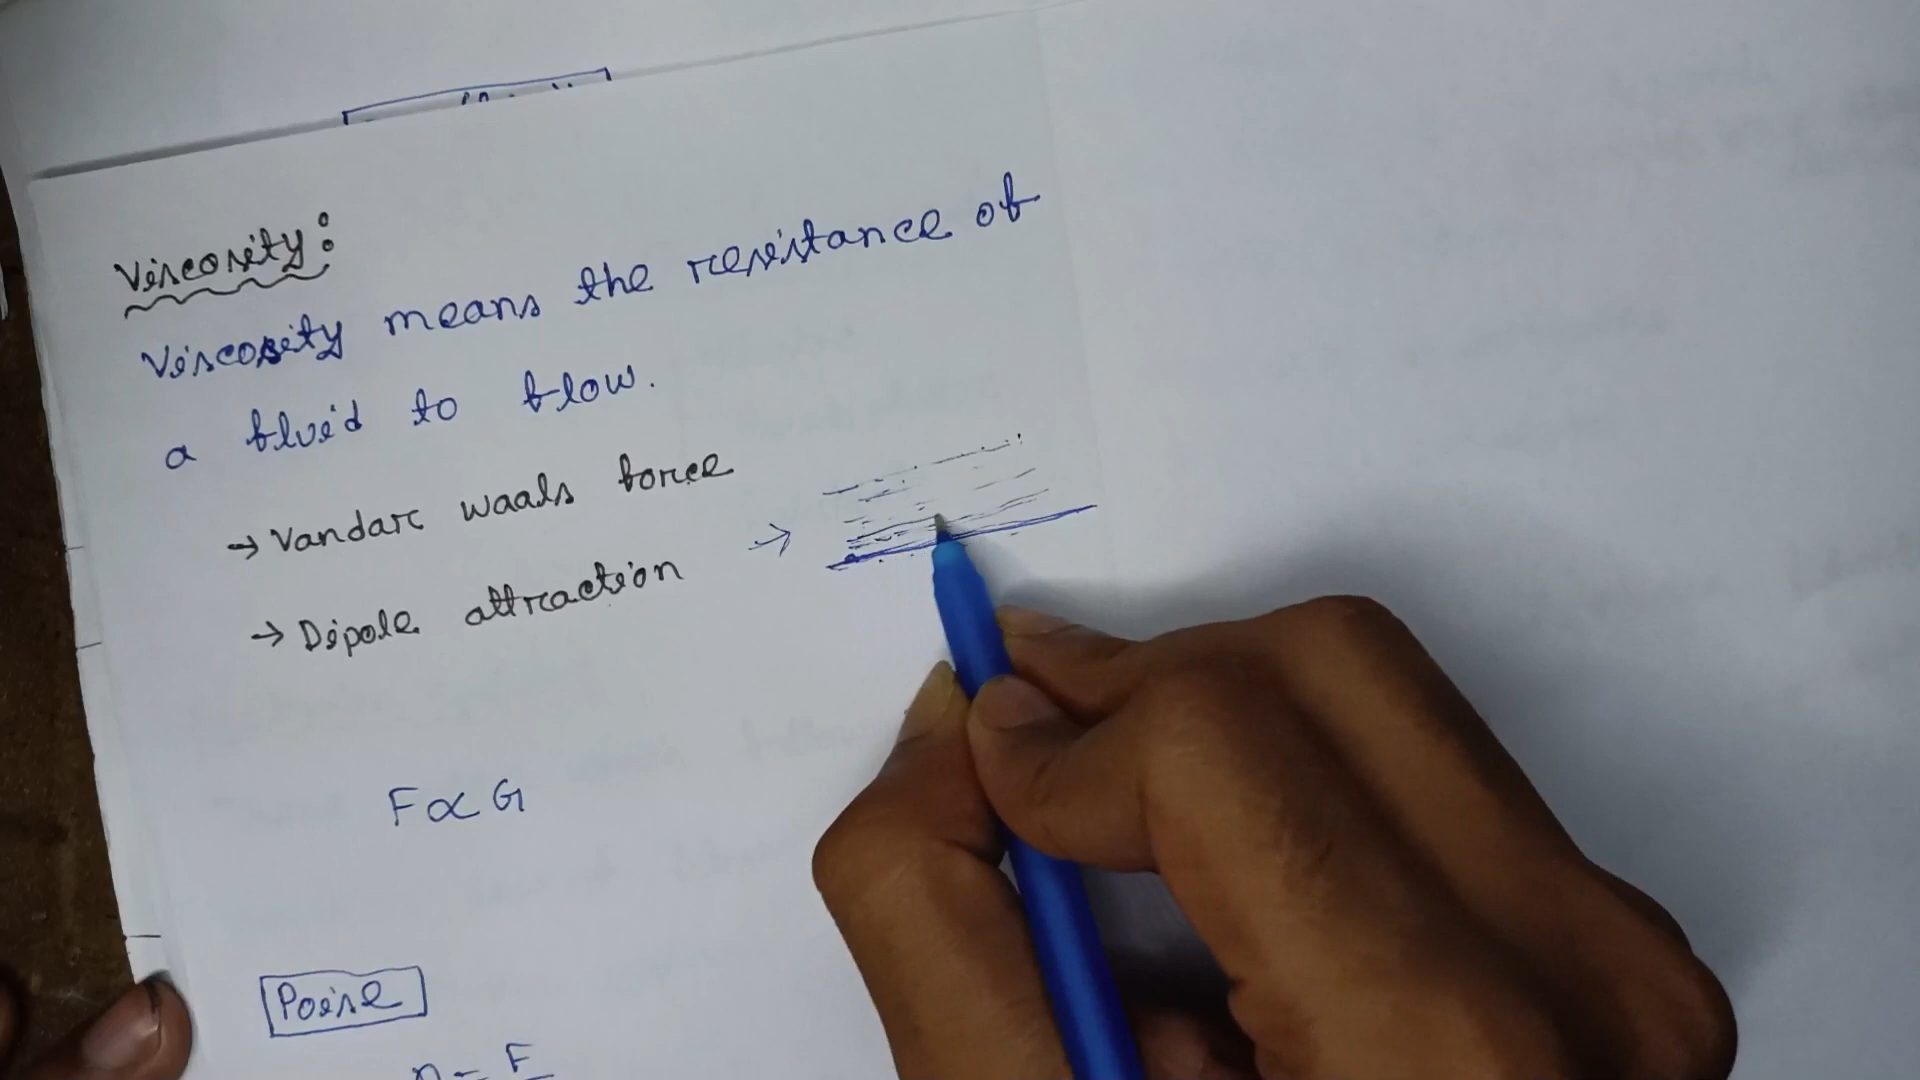 Viscosity:
Viscosity means the resistance of
a fluid to flow.
→ Vandar waals force
→ Dipole attraction →
F ∝ G
Poise
η = F